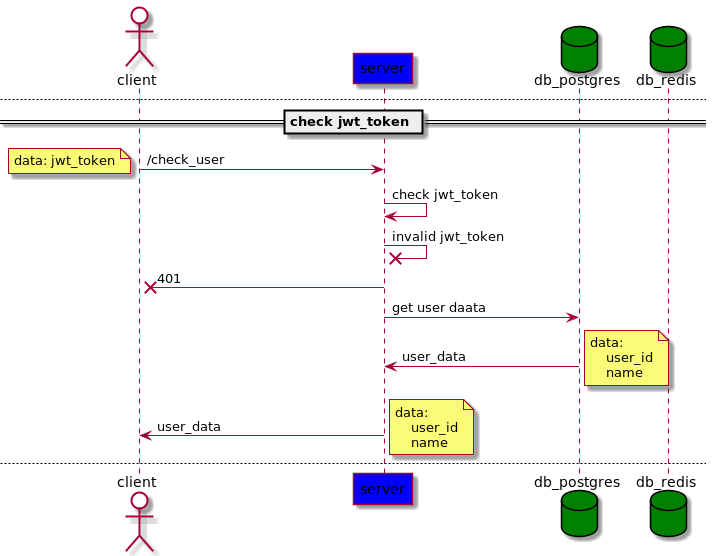 client
server
db_postgres
db_redis
check jwt_token
data: jwt_token
/check_user
check jwt_token
invalid jwt_token
401
get user daata
data:
user_id
name
user_data
data:
user_id
name
user_data
client
server
db_postgres
db_redis